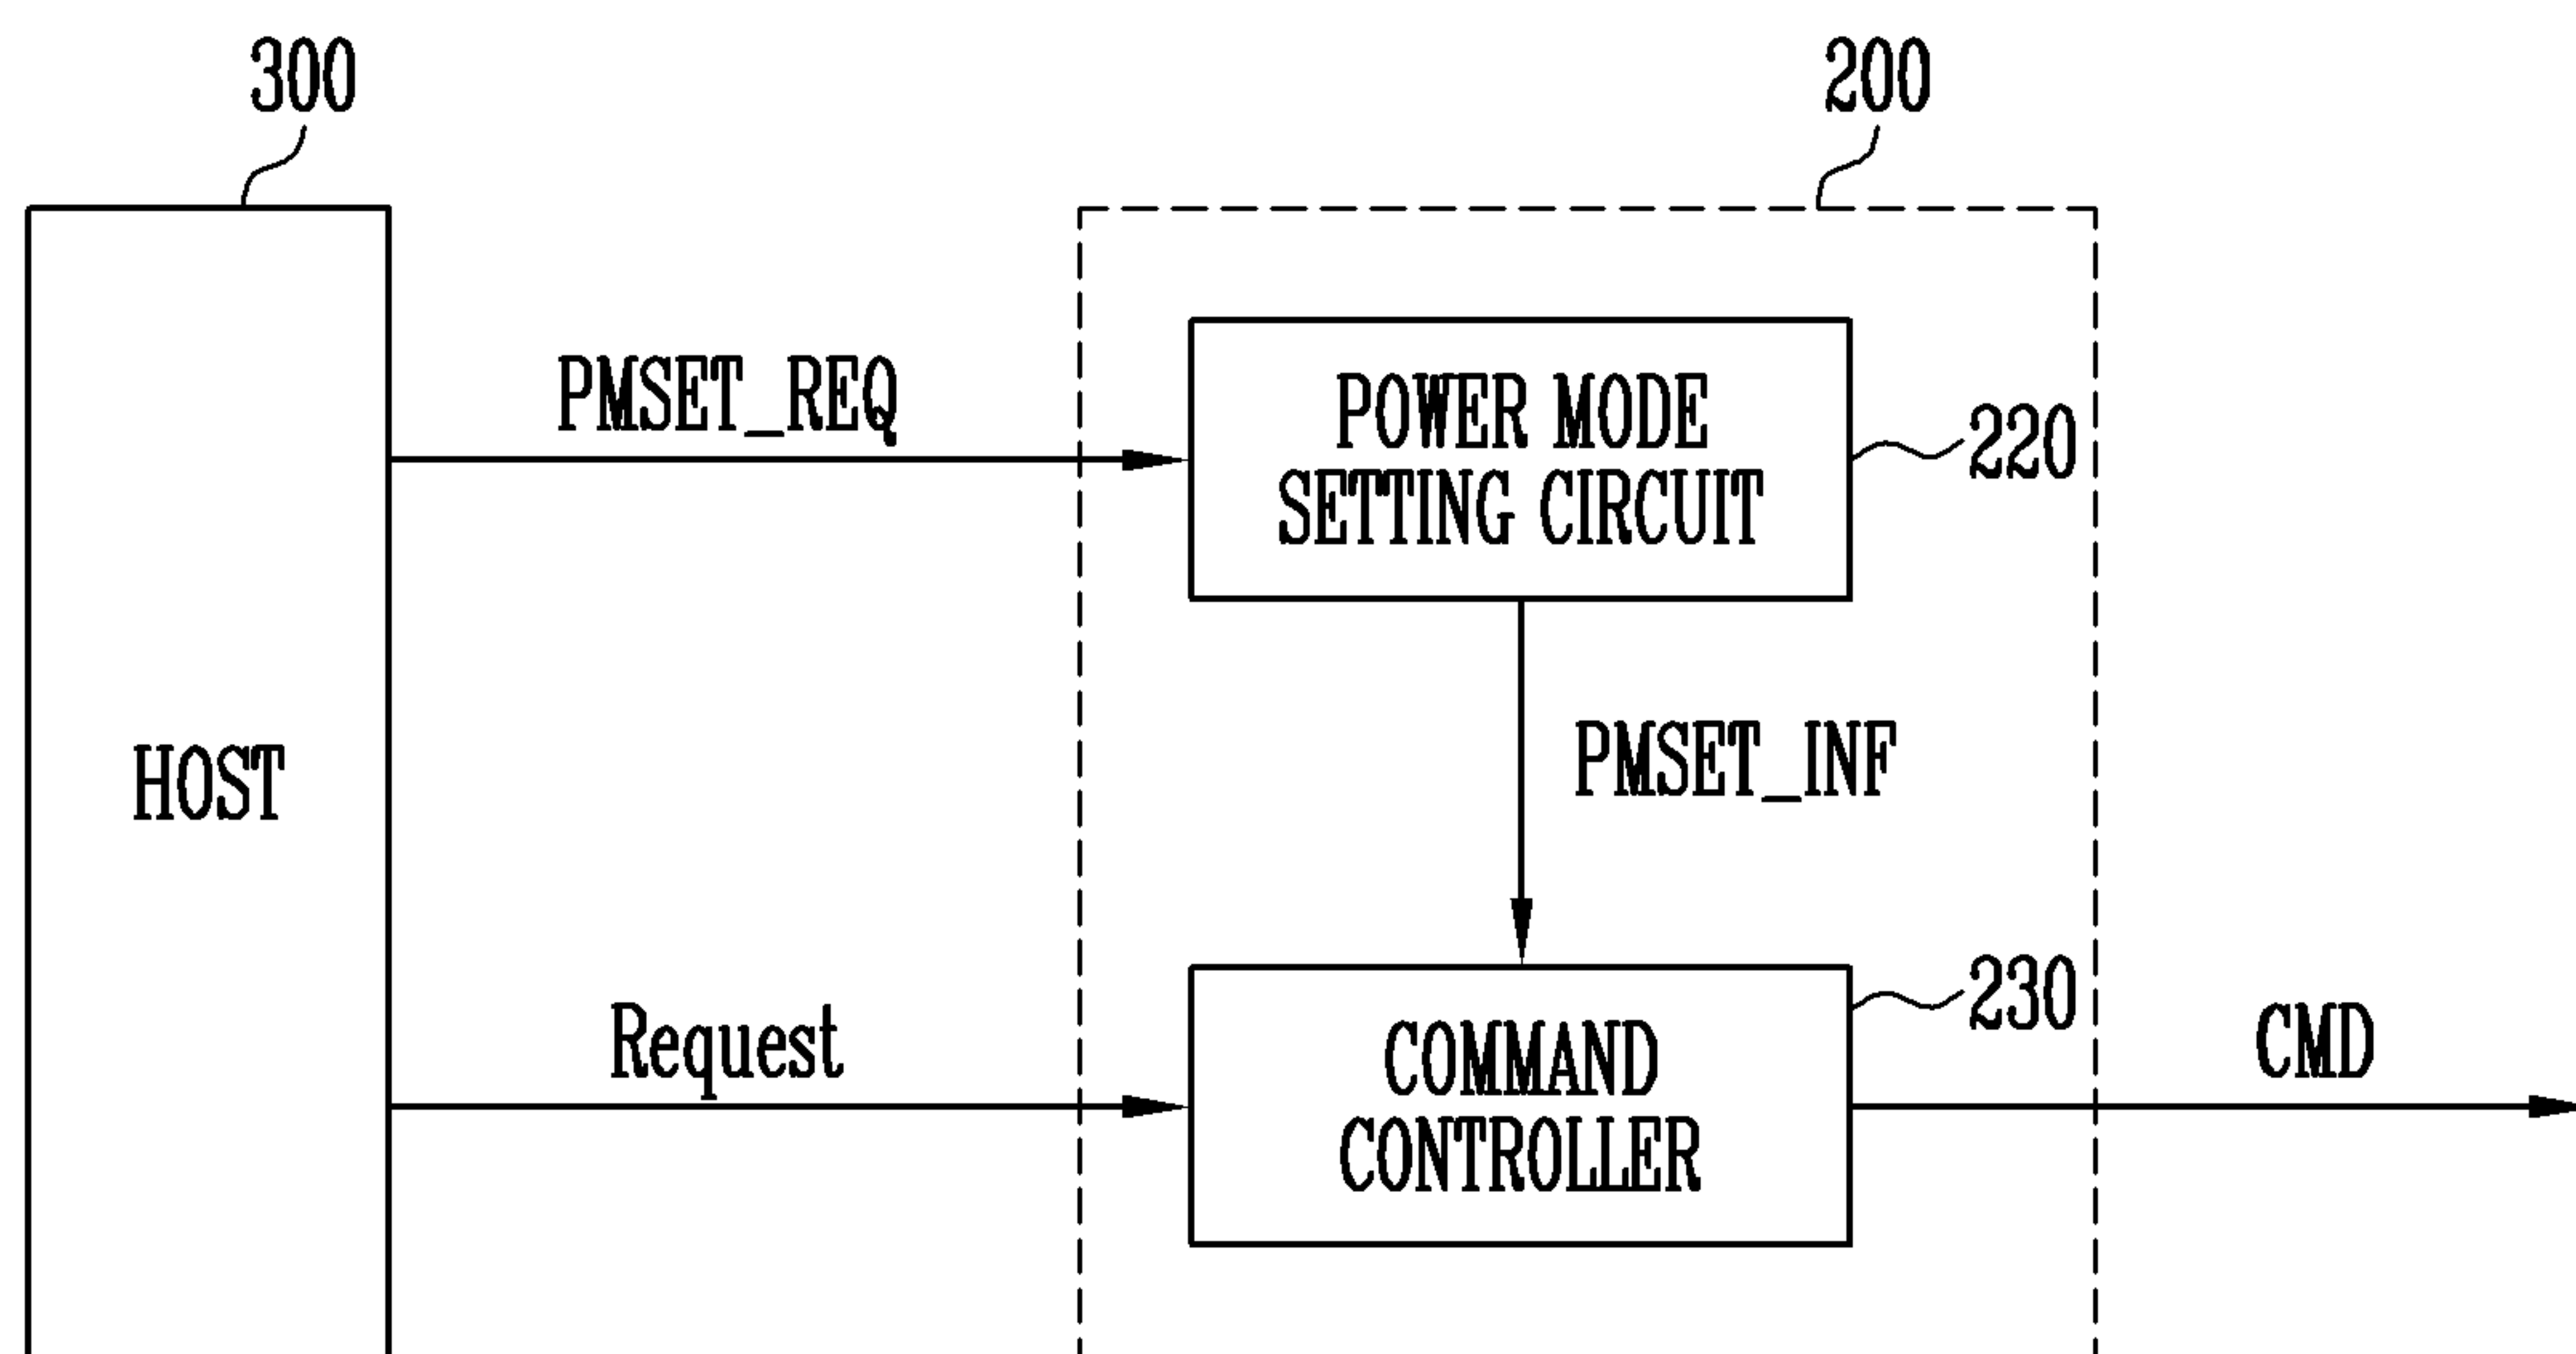 300
200
PMSET_REQ
POWER MODE
SETTING CIRCUIT
220
HOST
PMSET_INF
Request
COMMAND
CONTROLLER
230
CMD